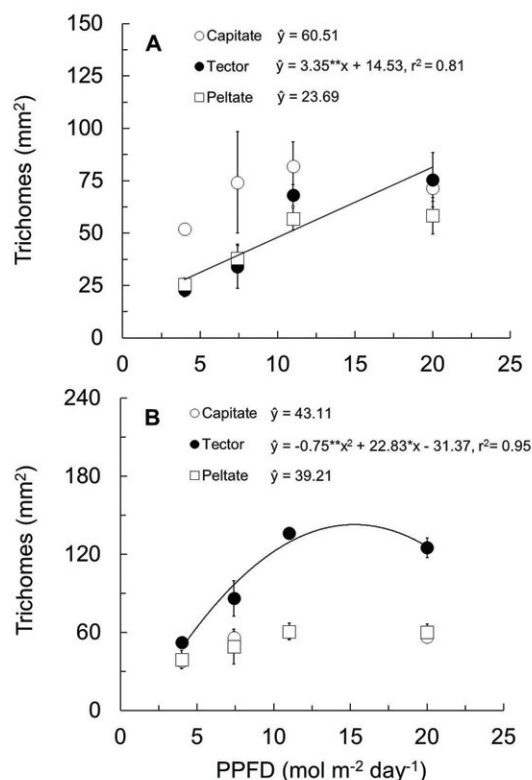 A
Capitate ŷ = 60.51
Tector ŷ = 3.35**x + 14.53, r² = 0.81
Peltate ŷ = 23.69
Trichomes (mm²)
150
125
100
75
50
25
0
0 5 10 15 20 25
B
Capitate ŷ = 43.11
Tector ŷ = -0.75**x² + 22.83*x - 31.37, r²= 0.95
Peltate ŷ = 39.21
Trichomes (mm²)
240
180
120
60
0
0 5 10 15 20 25
PPFD (mol m⁻² day⁻¹)